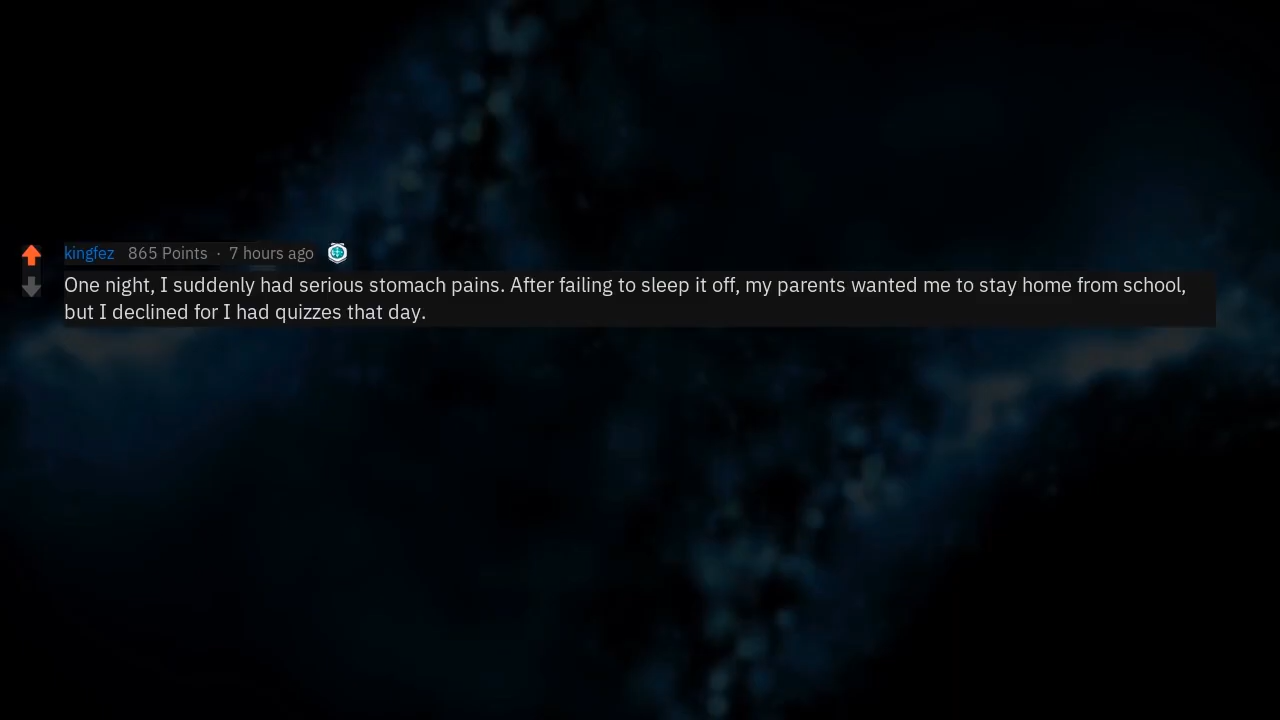 kingfez 865 Points · 7 hours ago
One night, I suddenly had serious stomach pains. After failing to sleep it off, my parents wanted me to stay home from school,
but I declined for I had quizzes that day.